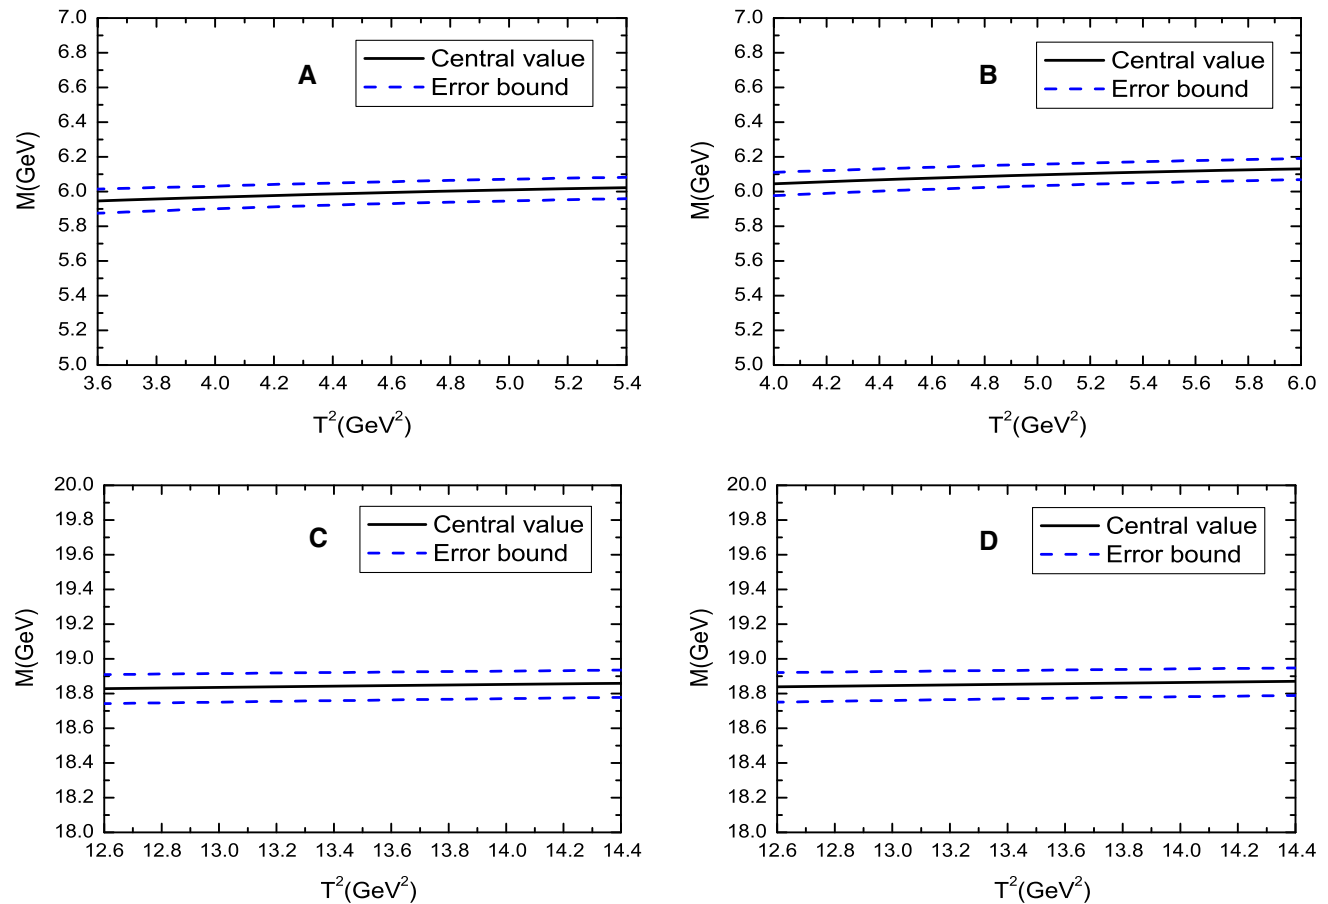 A
Central value
Error bound
7.0
6.8
6.6
6.4
6.2
6.0
5.8
5.6
5.4
5.2
5.0
M(GeV)
3.6 3.8 4.0 4.2 4.4 4.6 4.8 5.0 5.2 5.4
T²(GeV²)
B
Central value
Error bound
7.0
6.8
6.6
6.4
6.2
6.0
5.8
5.6
5.4
5.2
5.0
M(GeV)
4.0 4.2 4.4 4.6 4.8 5.0 5.2 5.4 5.6 5.8 6.0
T²(GeV²)
C
Central value
Error bound
20.0
19.8
19.6
19.4
19.2
19.0
18.8
18.6
18.4
18.2
18.0
M(GeV)
12.6 12.8 13.0 13.2 13.4 13.6 13.8 14.0 14.2 14.4
T²(GeV²)
D
Central value
Error bound
20.0
19.8
19.6
19.4
19.2
19.0
18.8
18.6
18.4
18.2
18.0
M(GeV)
12.6 12.8 13.0 13.2 13.4 13.6 13.8 14.0 14.2 14.4
T²(GeV²)